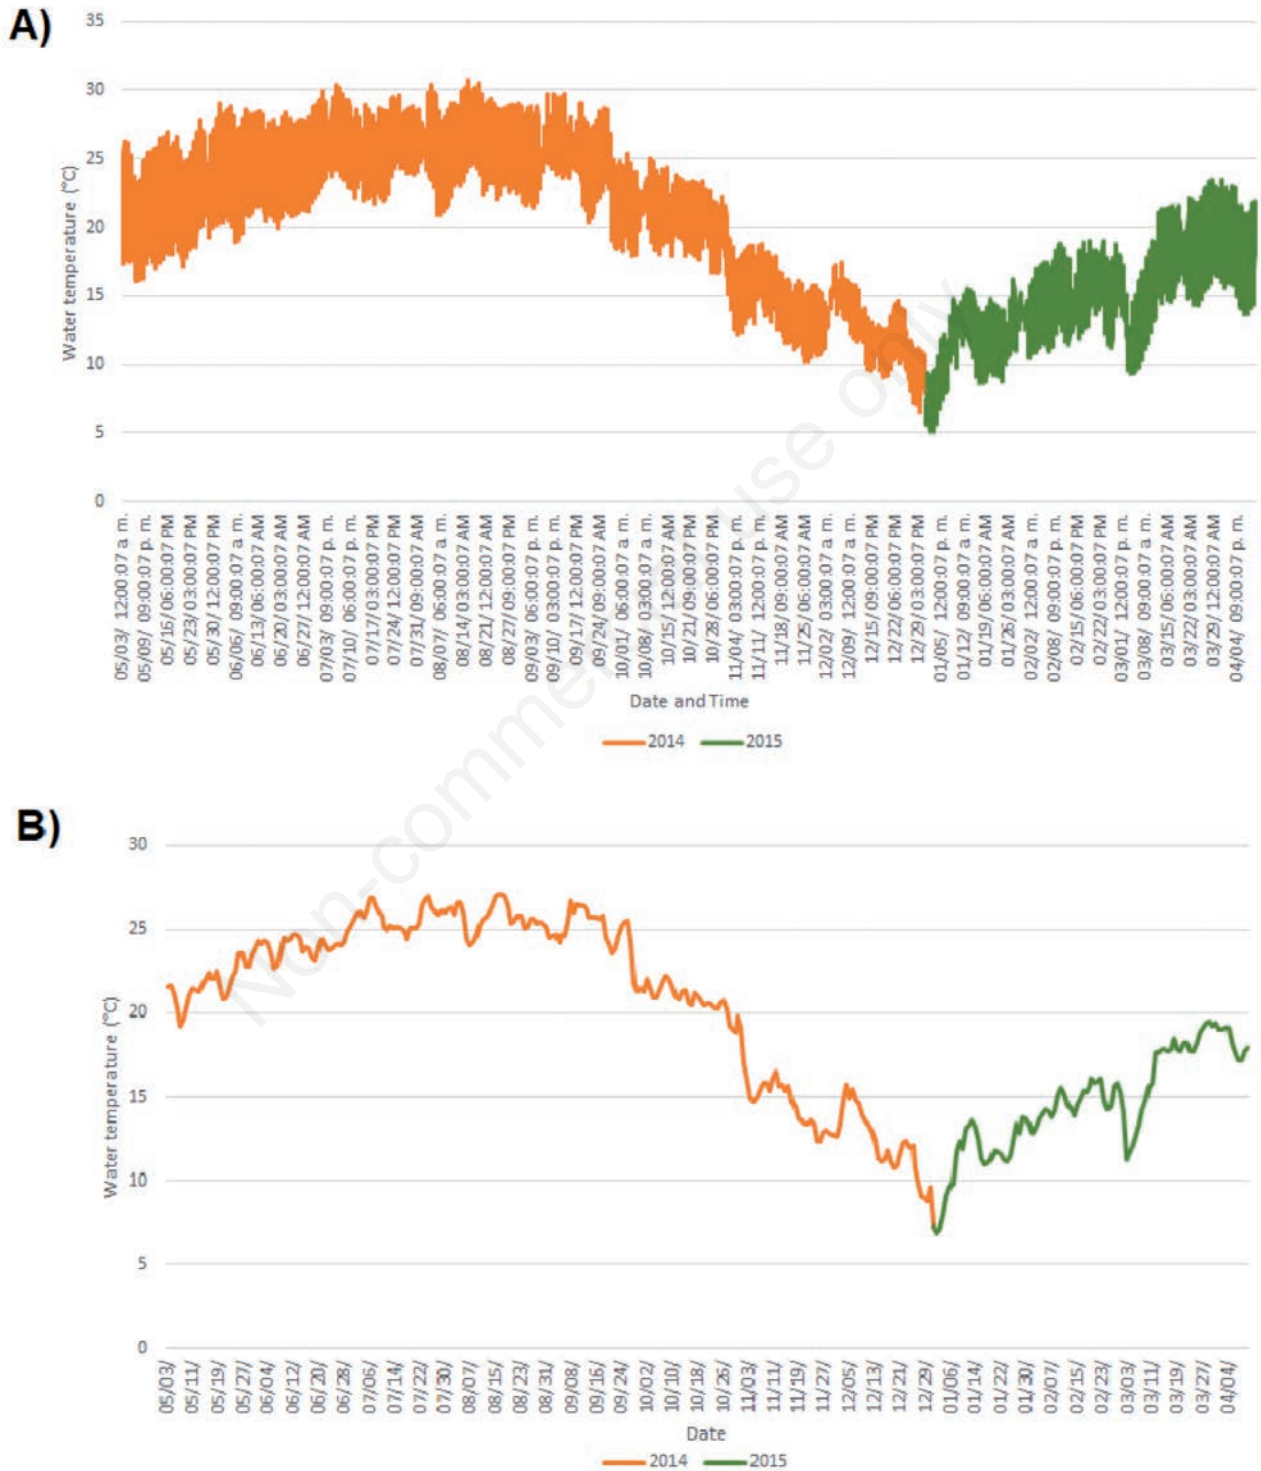 A)
35
30
25
20
15
10
5
0
Water temperature (°C)
05/03/ 12:00:07 a m.
05/09/ 09:00:07 p. m.
05/16/ 06:00:07 PM
05/23/ 03:00:07 PM
05/30/ 12:00:07 PM
06/06/ 09:00:07 a m.
06/13/ 06:00:07 AM
06/20/ 03:00:07 AM
06/27/ 12:00:07 AM
07/03/ 09:00:07 p m.
07/10/ 06:00:07 p. m.
07/17/ 03:00:07 PM
07/24/ 12:00:07 PM
07/31/ 09:00:07 AM
08/07/ 06:00:07 a. m.
08/14/ 03:00:07 AM
08/21/ 12:00:07 AM
08/27/ 09:00:07 PM
09/03/ 06:00:07 p. m.
09/10/ 03:00:07 p. m.
09/17/ 12:00:07 PM
09/24/ 09:00:07 AM
10/01/ 06:00:07 a m.
10/08/ 03:00:07 a. m.
10/15/ 12:00:07 AM
10/21/ 09:00:07 PM
10/28/ 06:00:07 PM
11/04/ 03:00:07 p m.
11/11/ 12:00:07 p. m.
11/18/ 09:00:07 AM
11/25/ 06:00:07 AM
12/02/ 03:00:07 a m.
12/09/ 12:00:07 a. m.
12/15/ 09:00:07 PM
12/22/ 06:00:07 PM
12/29/ 03:00:07 PM
01/05/ 12:00:07 p m.
01/12/ 09:00:07 a. m.
01/19/ 06:00:07 AM
01/26/ 03:00:07 AM
02/02/ 12:00:07 a m.
02/08/ 09:00:07 p. m.
02/15/ 06:00:07 PM
02/22/ 03:00:07 PM
03/01/ 12:00:07 p. m.
03/08/ 09:00:07 a. m.
03/15/ 06:00:07 AM
03/22/ 03:00:07 AM
03/29/ 12:00:07 AM
04/04/ 09:00:07 p. m.
Date and Time
2014 2015
Non-commercial use only
B)
30
25
20
15
10
5
0
Water temperature (°C)
05/03/
05/11/
05/19/
05/27/
06/04/
06/12/
06/20/
06/28/
07/06/
07/14/
07/22/
07/30/
08/07/
08/15/
08/23/
08/31/
09/08/
09/16/
09/24/
10/02/
10/10/
10/18/
10/26/
11/03/
11/11/
11/19/
11/27/
12/05/
12/13/
12/21/
12/29/
01/06/
01/14/
01/22/
01/30/
02/07/
02/15/
02/23/
03/03/
03/11/
03/19/
03/27/
04/04/
Date
2014 2015